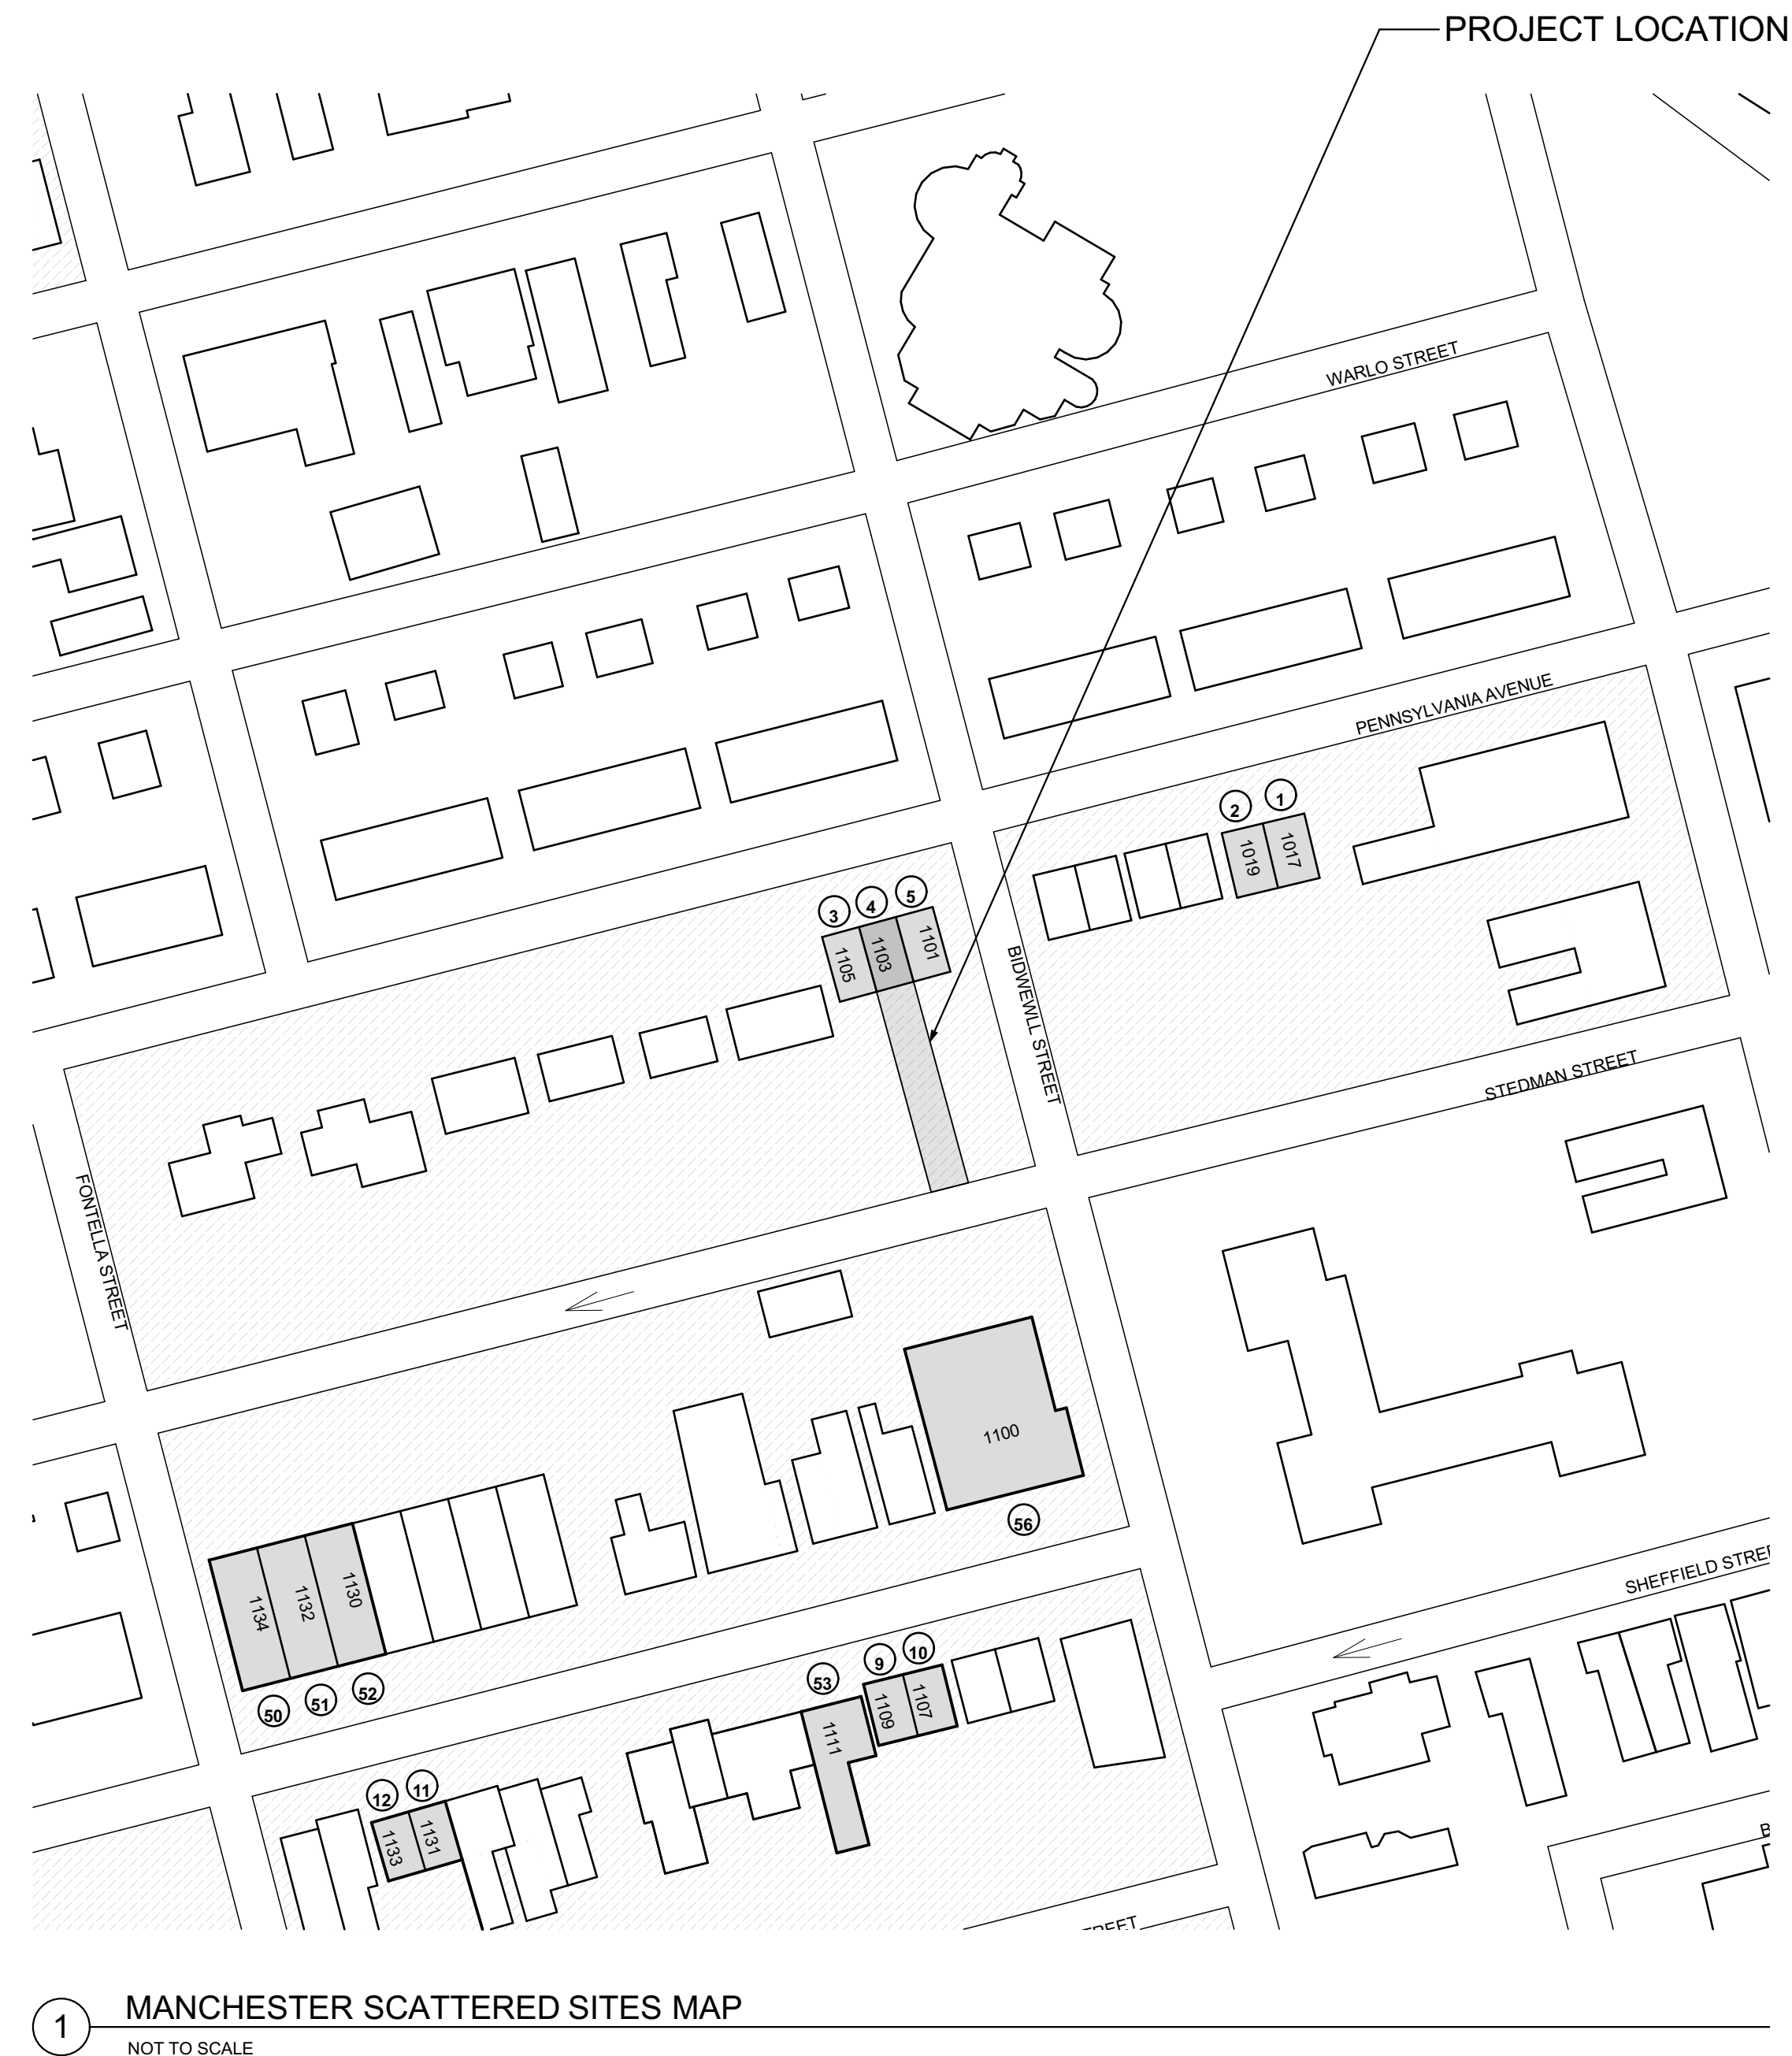 PROJECT LOCATION
WARLO STREET
PENNSYLVANIA AVENUE
2
1
1019
1017
3
4
5
1105
1103
1101
BIDWEWLL STREET
STEDMAN STREET
FONTELLA STREET
1100
56
SHEFFIELD STREE
1134
1132
1130
50
51
52
53
9
10
1111
1109
1107
12
11
1133
1131
B
1
MANCHESTER SCATTERED SITES MAP
NOT TO SCALE